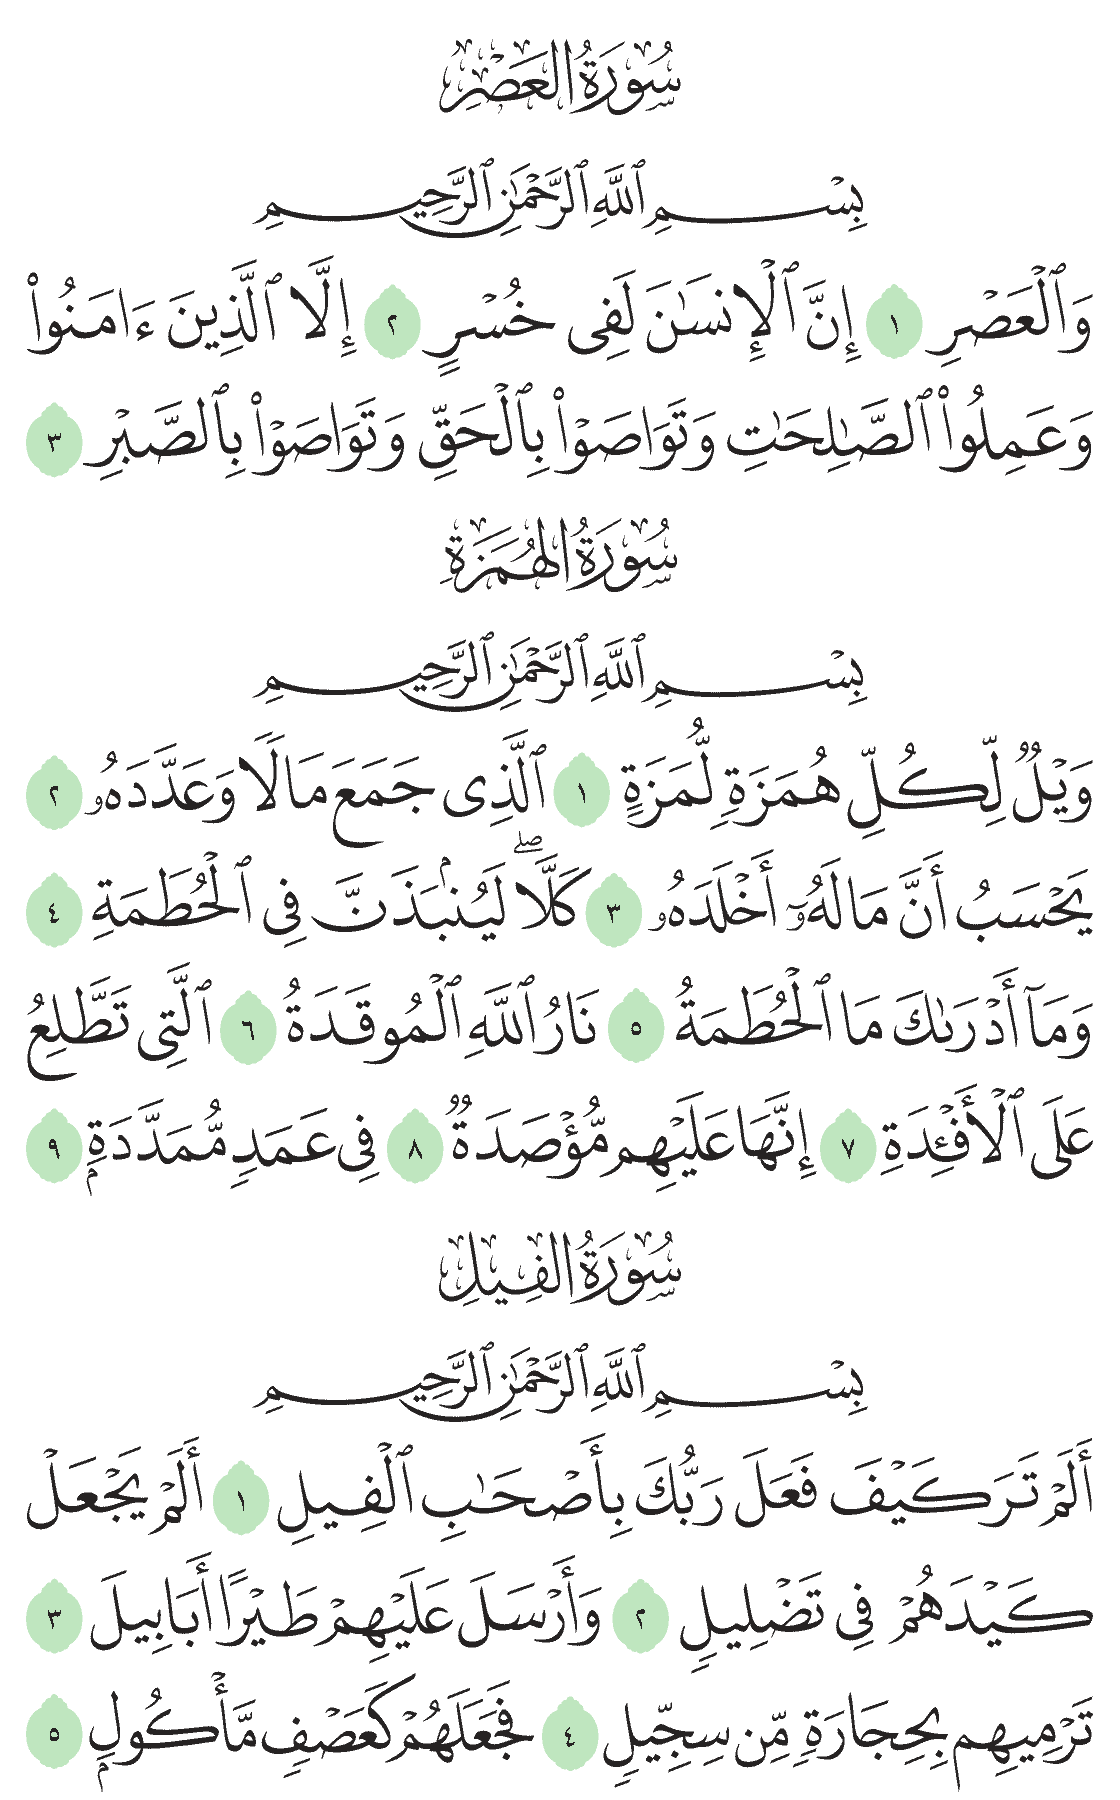 سُورَةُ العَصْرِ
بِسْمِ ٱللَّهِ ٱلرَّحْمَٰنِ ٱلرَّحِيمِ
وَٱلْعَصْرِ ١ إِنَّ ٱلْإِنسَٰنَ لَفِى خُسْرٍ ٢ إِلَّا ٱلَّذِينَ ءَامَنُوا۟
وَعَمِلُوا۟ ٱلصَّٰلِحَٰتِ وَتَوَاصَوْا۟ بِٱلْحَقِّ وَتَوَاصَوْا۟ بِٱلصَّبْرِ ٣
سُورَةُ الهُمَزَةِ
بِسْمِ ٱللَّهِ ٱلرَّحْمَٰنِ ٱلرَّحِيمِ
وَيْلٌ لِّكُلِّ هُمَزَةٍ لُّمَزَةٍ ١ ٱلَّذِى جَمَعَ مَالًا وَعَدَّدَهُۥ ٢
يَحْسَبُ أَنَّ مَالَهُۥٓ أَخْلَدَهُۥ ٣ كَلَّا ۖ لَيُنۢبَذَنَّ فِى ٱلْحُطَمَةِ ٤
وَمَآ أَدْرَىٰكَ مَا ٱلْحُطَمَةُ ٥ نَارُ ٱللَّهِ ٱلْمُوقَدَةُ ٦ ٱلَّتِى تَطَّلِعُ
عَلَى ٱلْأَفْـِٔدَةِ ٧ إِنَّهَا عَلَيْهِم مُّؤْصَدَةٌ ٨ فِى عَمَدٍ مُّمَدَّدَةٍۭ ٩
سُورَةُ الفِيلِ
بِسْمِ ٱللَّهِ ٱلرَّحْمَٰنِ ٱلرَّحِيمِ
أَلَمْ تَرَ كَيْفَ فَعَلَ رَبُّكَ بِأَصْحَٰبِ ٱلْفِيلِ ١ أَلَمْ يَجْعَلْ
كَيْدَهُمْ فِى تَضْلِيلٍ ٢ وَأَرْسَلَ عَلَيْهِمْ طَيْرًا أَبَابِيلَ ٣
تَرْمِيهِم بِحِجَارَةٍ مِّن سِجِّيلٍ ٤ فَجَعَلَهُمْ كَعَصْفٍ مَّأْكُولٍۭ ٥